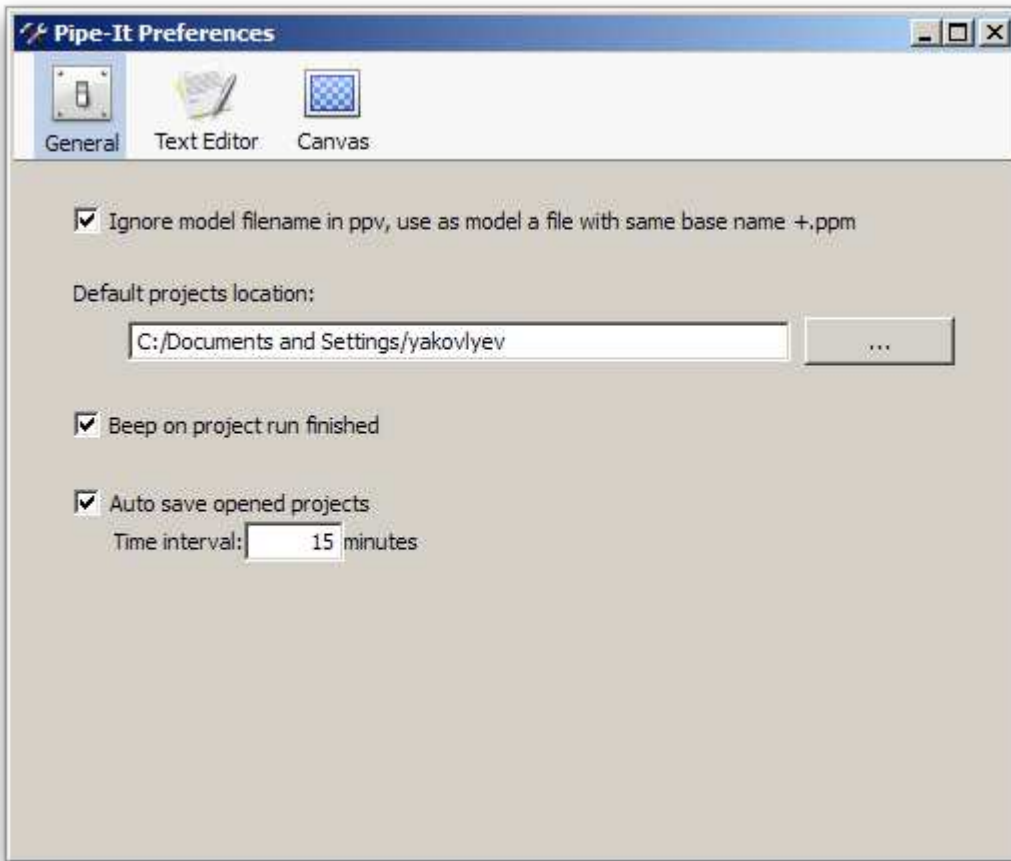 Pipe-It Preferences
General Text Editor Canvas
Ignore model filename in ppv, use as model a file with same base name +.ppm
Default projects location:
C:/Documents and Settings/yakovlyev ...
Beep on project run finished
Auto save opened projects
Time interval: 15 minutes